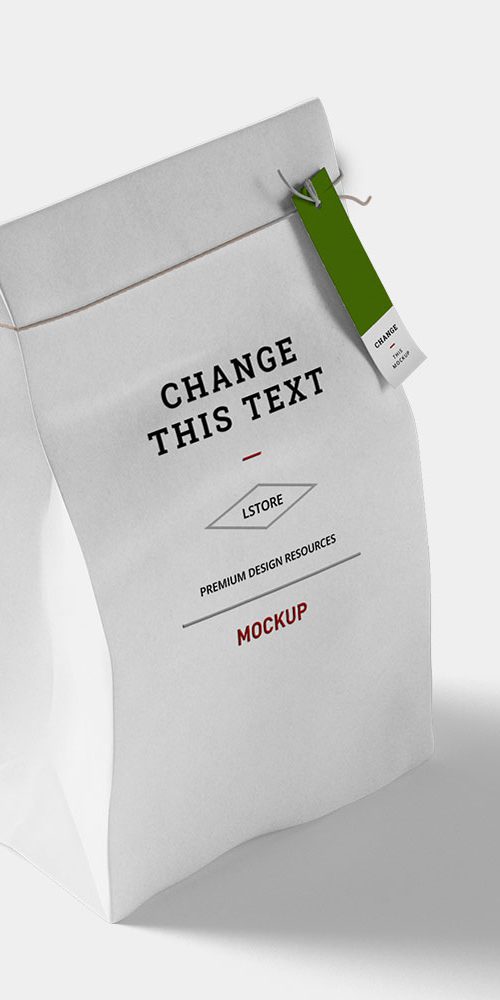 CHANGE
THIS TEXT
LSTORE
PREMIUM DESIGN RESOURCES
MOCKUP
CHANGE
THIS
MOCKUP